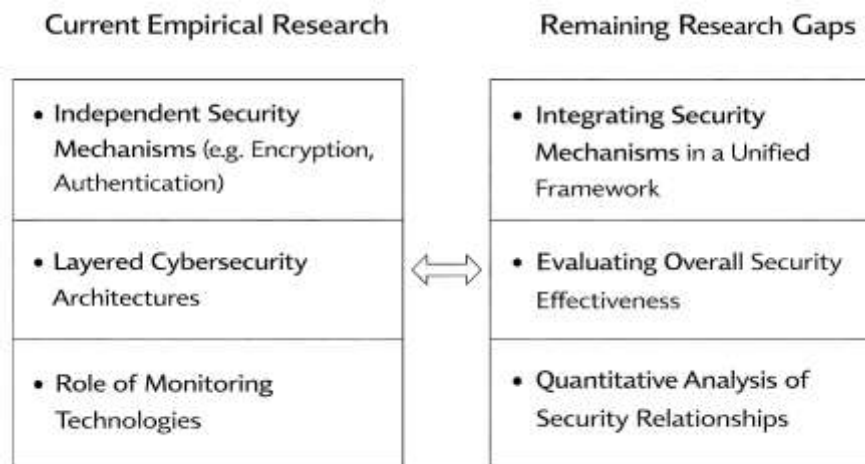 Current Empirical Research
• Independent Security
Mechanisms (e.g. Encryption,
Authentication)
• Layered Cybersecurity
Architectures
• Role of Monitoring
Technologies
Remaining Research Gaps
• Integrating Security
Mechanisms in a Unified
Framework
• Evaluating Overall Security
Effectiveness
• Quantitative Analysis of
Security Relationships